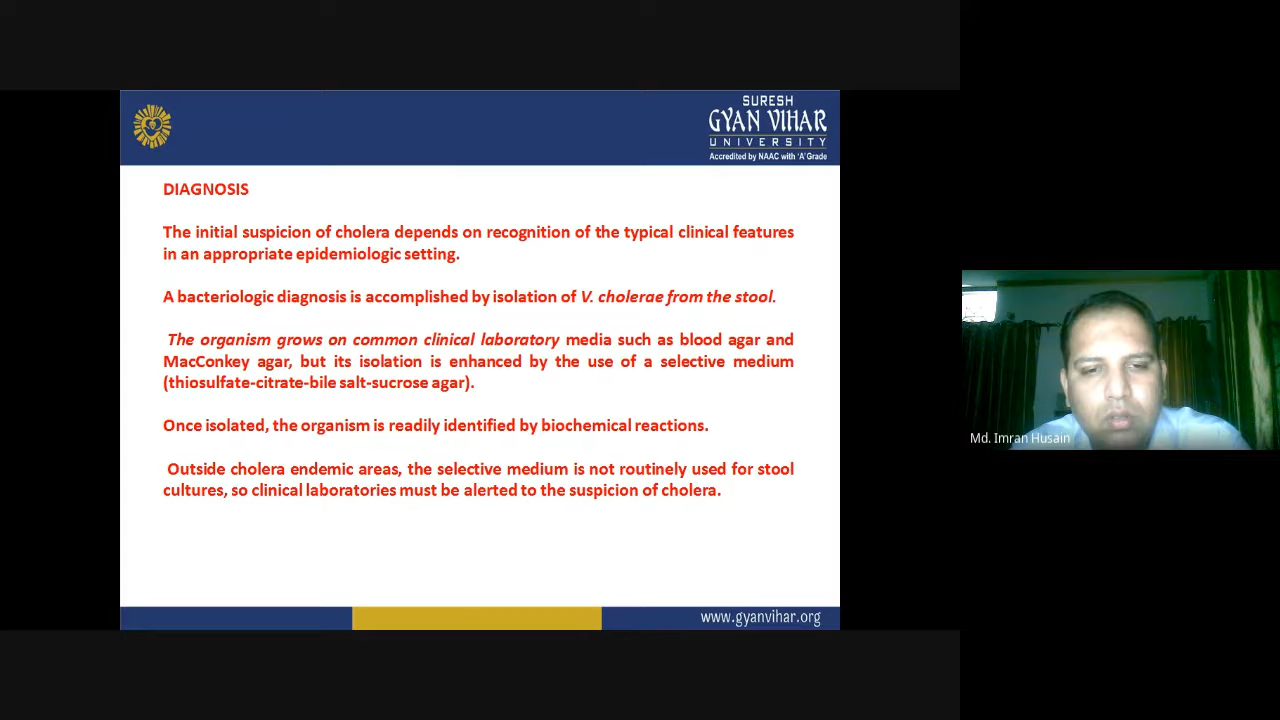 SURESH
GYAN VIHAR
UNIVERSITY
Accredited by NAAC with 'A' Grade
DIAGNOSIS
The initial suspicion of cholera depends on recognition of the typical clinical features
in an appropriate epidemiologic setting.
A bacteriologic diagnosis is accomplished by isolation of V. cholerae from the stool.
The organism grows on common clinical laboratory media such as blood agar and
MacConkey agar, but its isolation is enhanced by the use of a selective medium
(thiosulfate-citrate-bile salt-sucrose agar).
Once isolated, the organism is readily identified by biochemical reactions.
Outside cholera endemic areas, the selective medium is not routinely used for stool
cultures, so clinical laboratories must be alerted to the suspicion of cholera.
www.gyanvihar.org
Md. Imran Husain